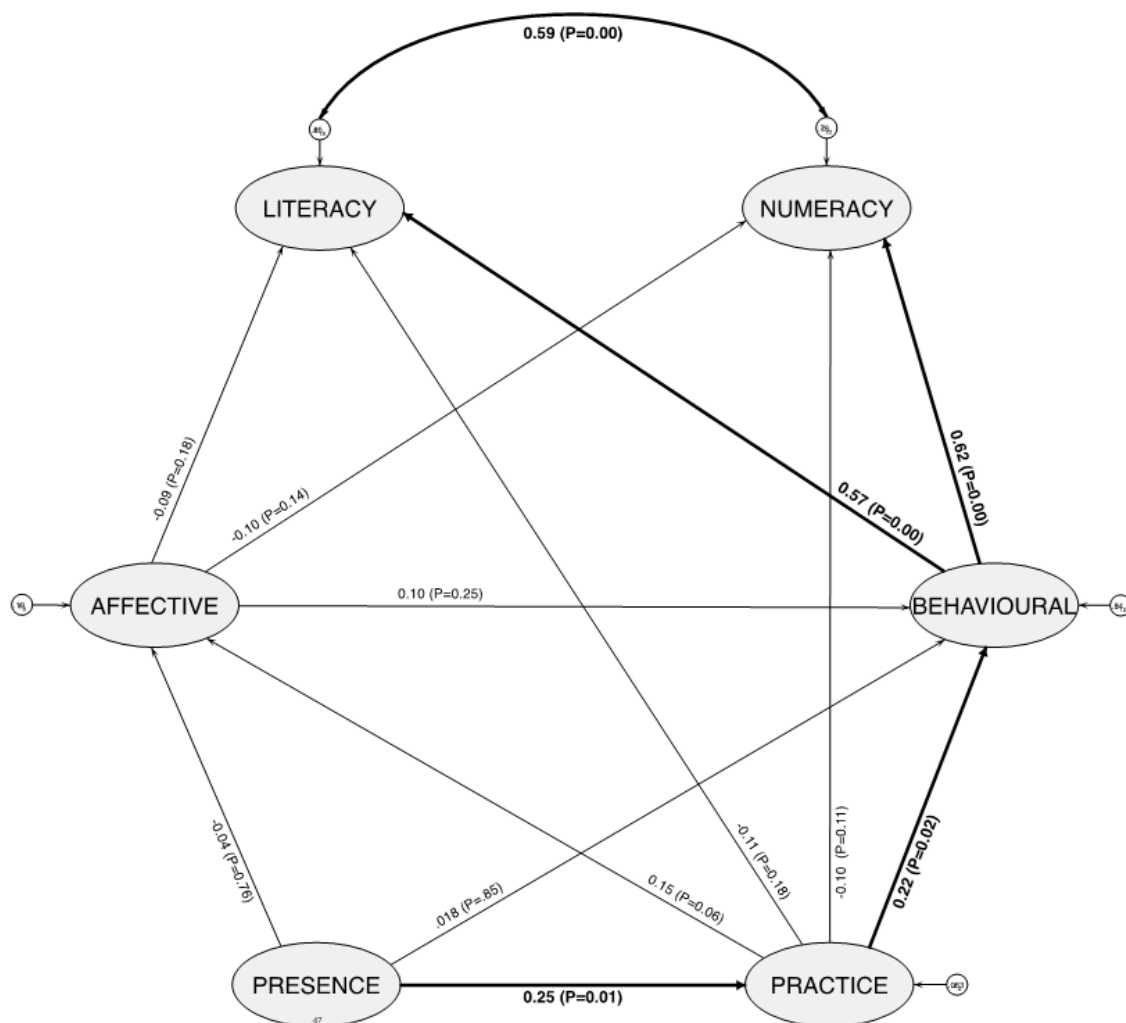 0.59 (P=0.00)
LITERACY
NUMERACY
-0.09 (P=0.18)
-0.10 (P=0.14)
0.57 (P=0.00)
0.62 (P=0.00)
AFFECTIVE
0.10 (P=0.25)
BEHAVIOURAL
-0.04 (P=0.76)
.018 (P=.85)
0.15 (P=0.06)
-0.11 (P=0.18)
-0.10 (P=0.11)
0.22 (P=0.02)
PRESENCE
0.25 (P=0.01)
PRACTICE
47